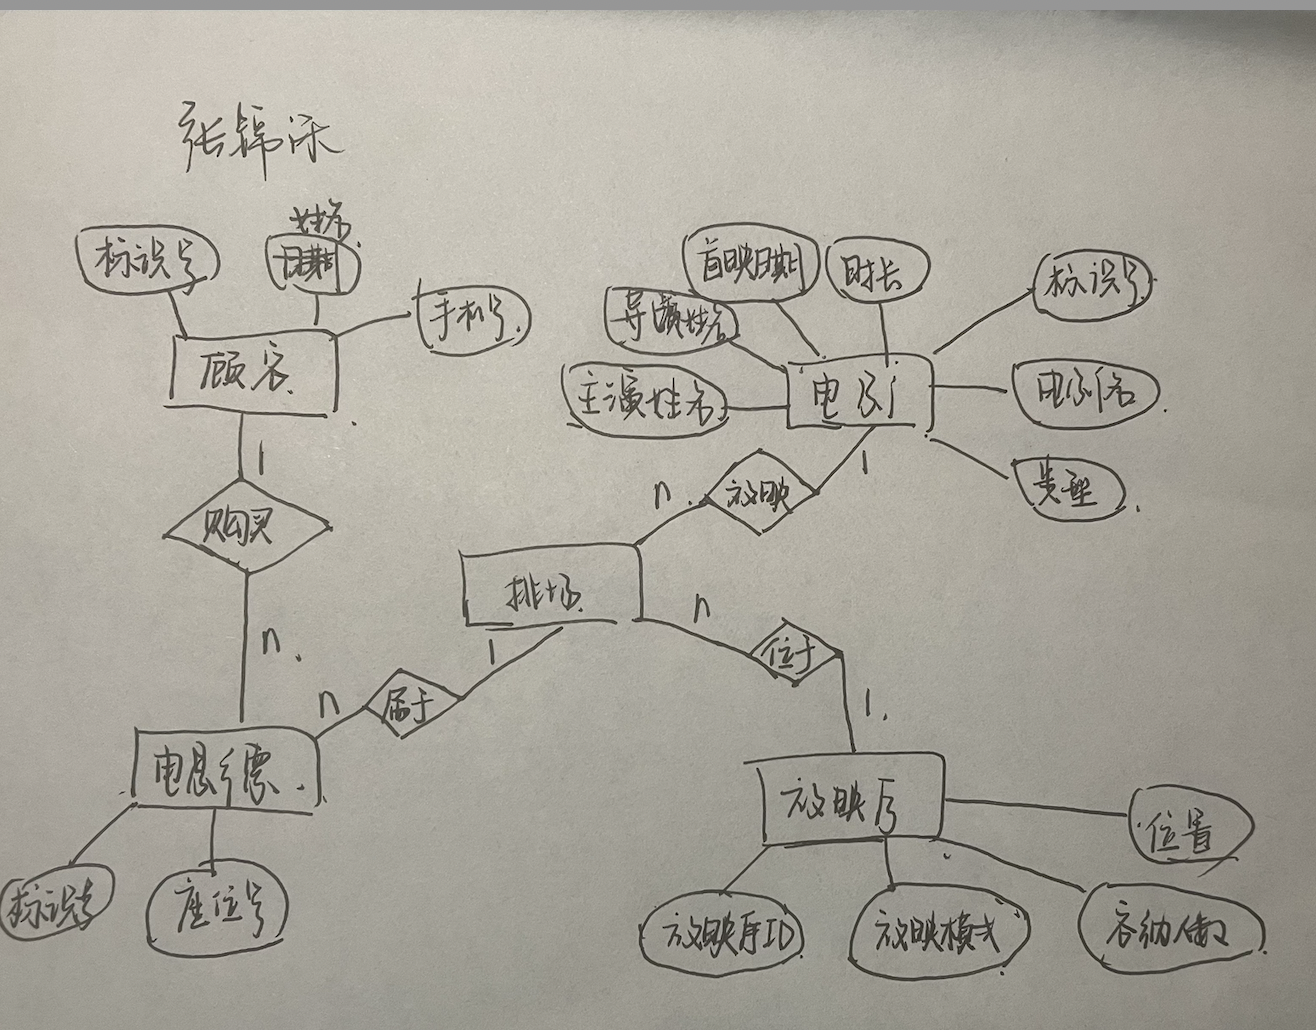 姓名
标识号
首映日期
时长
标识号
手机号
导演姓名
顾客
主演姓名
电影
电影名
类型
1
1
放映
n
购买
排场
n
n
1
位于
n
属于
1
电影票
放映厅
位置
标识号
座位号
放映厅ID
放映模式
容纳人数